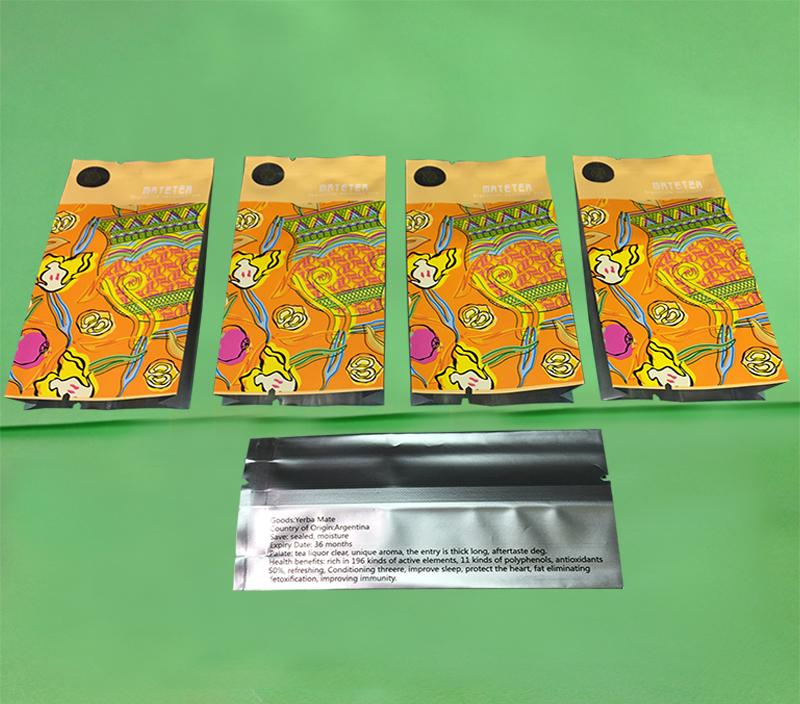 MATETEA
MATETEA
MATETEA
MATETEA
Goods:Yerba Mate
Country of Origin:Argentina
Save: sealed, moisture
Expiry Date: 36 months
Palate: tea liquor clear, unique aroma, the entry is thick long, aftertaste deg.
Health benefits: rich in 196 kinds of active elements, 11 kinds of polyphenols, antioxidants
50%, refreshing, Conditioning threere, improve sleep, protect the heart, fat eliminating
fetoxification, improving immunity.